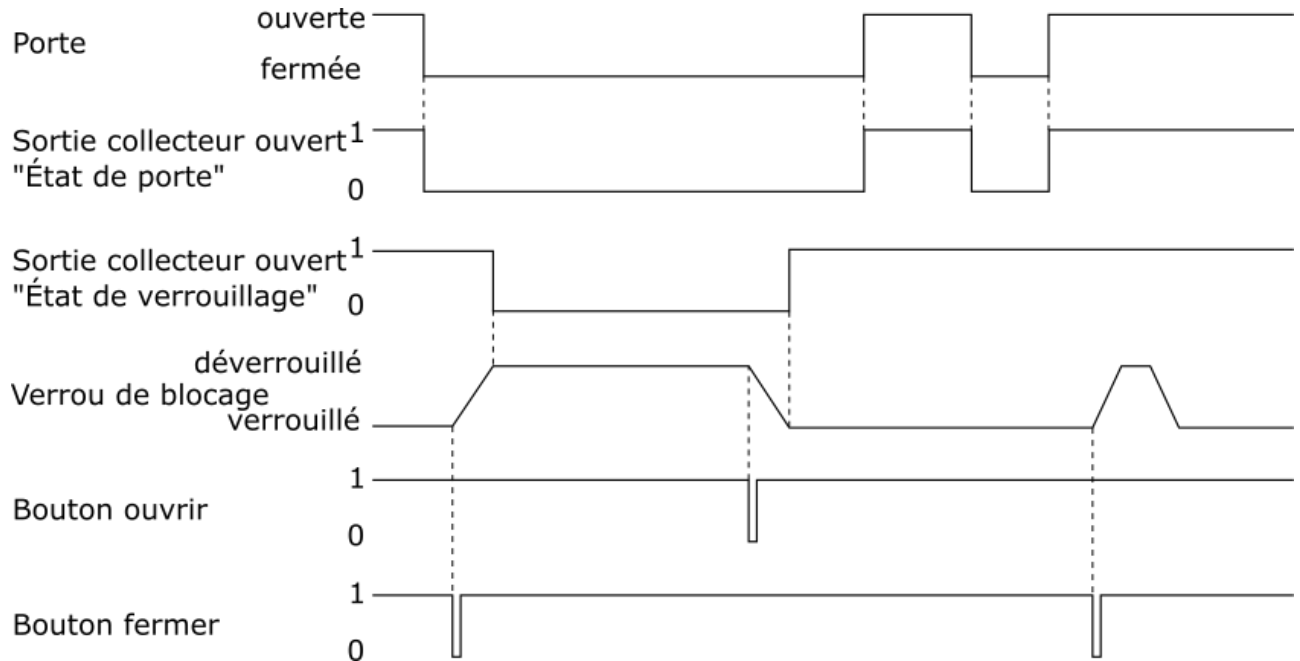 ouverte
Porte
fermée
Sortie collecteur ouvert 1
"État de porte"
0
Sortie collecteur ouvert 1
"État de verrouillage" 0
déverrouillé
Verrou de blocage
verrouillé
1
Bouton ouvrir
0
1
Bouton fermer
0